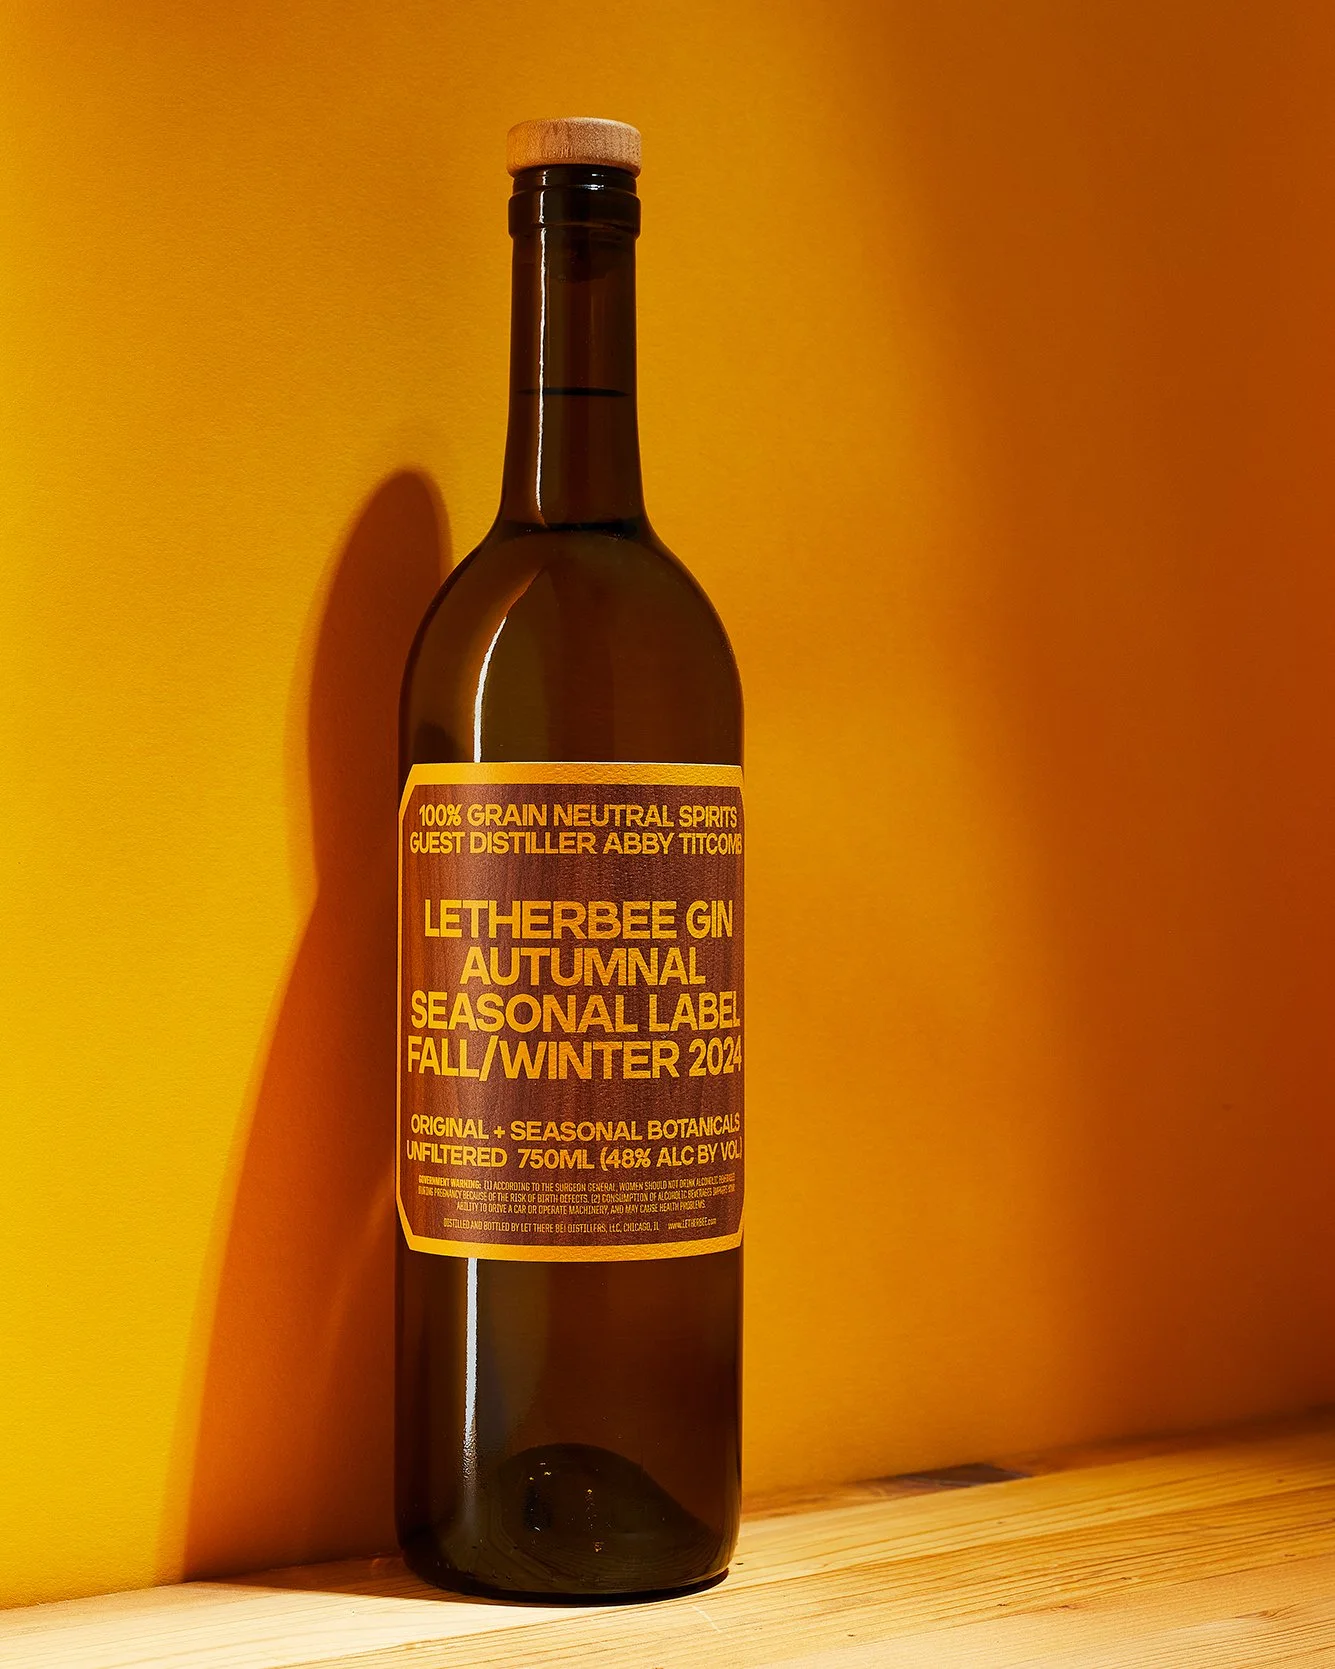 100% GRAIN NEUTRAL SPIRITS
GUEST DISTILLER ABBY TITCOMB
LETHERBEE GIN
AUTUMNAL
SEASONAL LABEL
FALL/WINTER 2024
ORIGINAL + SEASONAL BOTANICALS
UNFILTERED 750ML (48% ALC BY VOL)
GOVERNMENT WARNING: (1) ACCORDING TO THE SURGEON GENERAL, WOMEN SHOULD NOT DRINK ALCOHOLIC BEVERAGES
DURING PREGNANCY BECAUSE OF THE RISK OF BIRTH DEFECTS. (2) CONSUMPTION OF ALCOHOLIC BEVERAGES IMPAIRS YOUR
ABILITY TO DRIVE A CAR OR OPERATE MACHINERY, AND MAY CAUSE HEALTH PROBLEMS.
DISTILLED AND BOTTLED BY LET THERE BE! DISTILLERS, LLC, CHICAGO, IL www.LETHERBEE.com